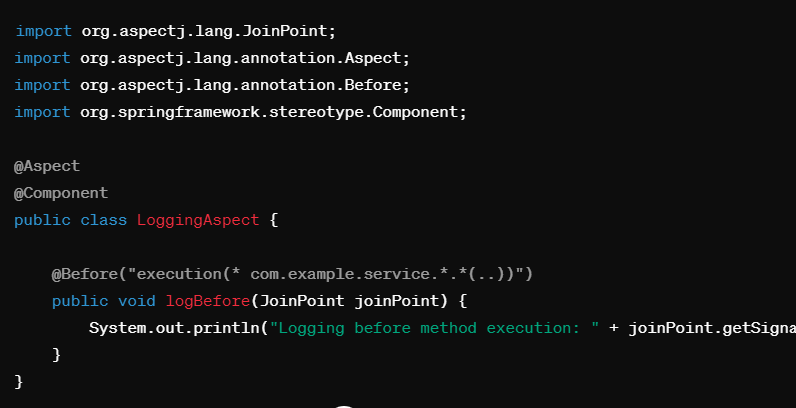 import org.aspectj.lang.JoinPoint;
import org.aspectj.lang.annotation.Aspect;
import org.aspectj.lang.annotation.Before;
import org.springframework.stereotype.Component;
@Aspect
@Component
public class LoggingAspect {
@Before("execution(* com.example.service.*.*(..))")
public void logBefore(JoinPoint joinPoint) {
System.out.println("Logging before method execution: " + joinPoint.getSigna
}
}